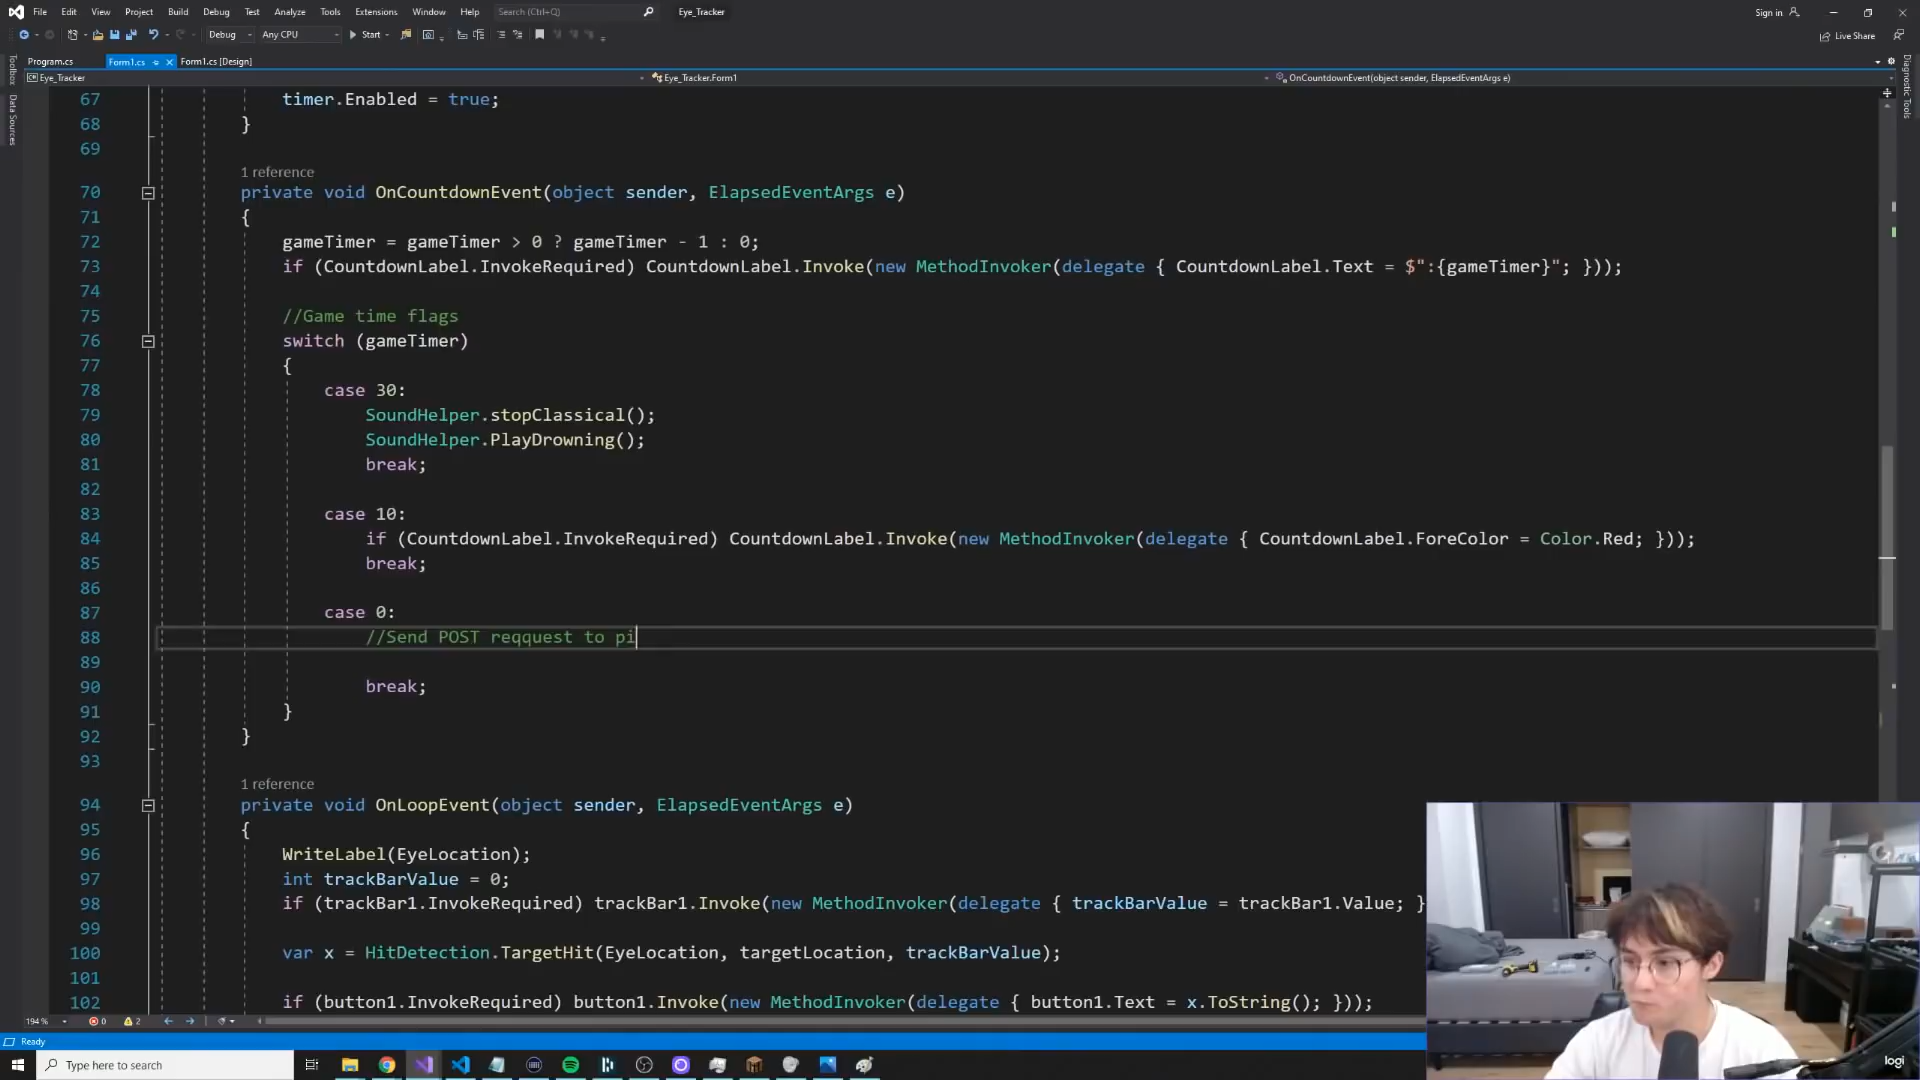 File Edit View Project Build Debug Test Analyze Tools Extensions Window Help Search (Ctrl+Q) Eye_Tracker Sign in
Debug Any CPU Start Live Share
Program.cs Form1.cs Form1.cs [Design]
Eye_Tracker Eye_Tracker.Form1 OnCountdownEvent(object sender, ElapsedEventArgs e)
Toolbox
Data Sources
Diagnostic Tools
67 timer.Enabled = true;
68 }
69
1 reference
70 private void OnCountdownEvent(object sender, ElapsedEventArgs e)
71 {
72 gameTimer = gameTimer > 0 ? gameTimer - 1 : 0;
73 if (CountdownLabel.InvokeRequired) CountdownLabel.Invoke(new MethodInvoker(delegate { CountdownLabel.Text = $":{gameTimer}"; }));
74
75 //Game time flags
76 switch (gameTimer)
77 {
78 case 30:
79 SoundHelper.stopClassical();
80 SoundHelper.PlayDrowning();
81 break;
82
83 case 10:
84 if (CountdownLabel.InvokeRequired) CountdownLabel.Invoke(new MethodInvoker(delegate { CountdownLabel.ForeColor = Color.Red; }));
85 break;
86
87 case 0:
88 //Send POST reqquest to pi
89
90 break;
91 }
92 }
93
1 reference
94 private void OnLoopEvent(object sender, ElapsedEventArgs e)
95 {
96 WriteLabel(EyeLocation);
97 int trackBarValue = 0;
98 if (trackBar1.InvokeRequired) trackBar1.Invoke(new MethodInvoker(delegate { trackBarValue = trackBar1.Value; }
99
100 var x = HitDetection.TargetHit(EyeLocation, targetLocation, trackBarValue);
101
102 if (button1.InvokeRequired) button1.Invoke(new MethodInvoker(delegate { button1.Text = x.ToString(); }));
194 % 0 2
Ready
Type here to search
logi